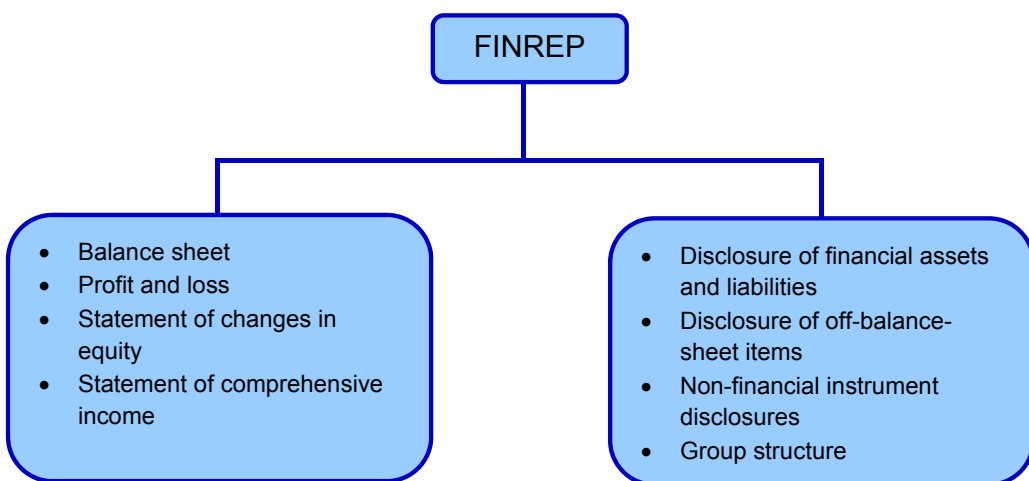 FINREP
• Balance sheet
• Profit and loss
• Statement of changes in
equity
• Statement of comprehensive
income
• Disclosure of financial assets
and liabilities
• Disclosure of off-balance-
sheet items
• Non-financial instrument
disclosures
• Group structure